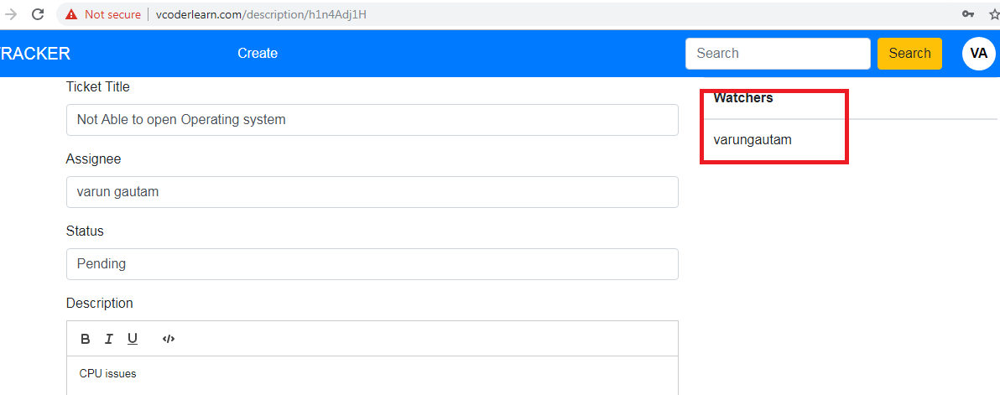 Not secure | vcoderlearn.com/description/h1n4Adj1H
RACKER Create Search Search VA
Ticket Title
Not Able to open Operating system
Assignee
varun gautam
Status
Pending
Description
B I U </>
CPU issues
Watchers
varungautam